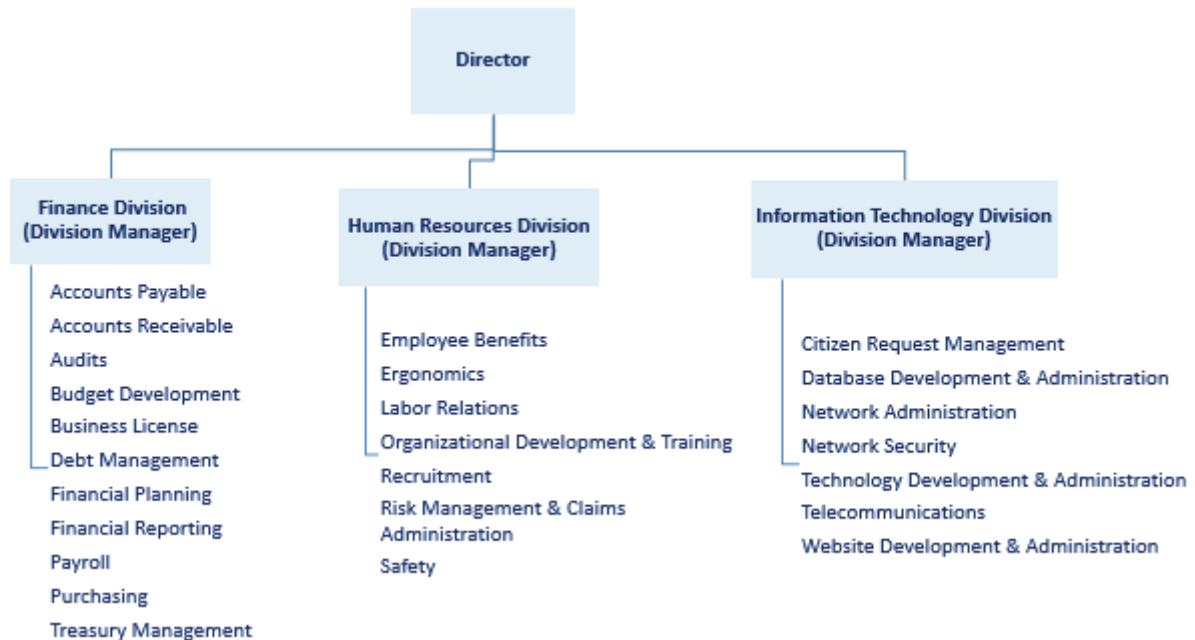 Director
Finance Division
(Division Manager)
Accounts Payable
Accounts Receivable
Audits
Budget Development
Business License
Debt Management
Financial Planning
Financial Reporting
Payroll
Purchasing
Treasury Management
Human Resources Division
(Division Manager)
Employee Benefits
Ergonomics
Labor Relations
Organizational Development & Training
Recruitment
Risk Management & Claims
Administration
Safety
Information Technology Division
(Division Manager)
Citizen Request Management
Database Development & Administration
Network Administration
Network Security
Technology Development & Administration
Telecommunications
Website Development & Administration